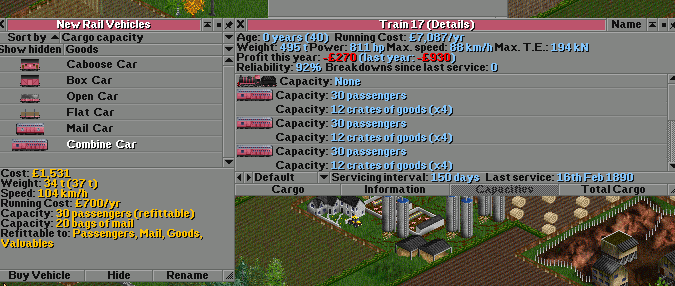 New Rail Vehicles
Sort by Cargo capacity
Show hidden Goods
Caboose Car
Box Car
Open Car
Flat Car
Mail Car
Combine Car
Cost: £1,531
Weight: 34 t (37 t)
Speed: 104 km/h
Running Cost: £700/yr
Capacity: 30 passengers (refittable)
Capacity: 20 bags of mail
Refittable to: Passengers, Mail, Goods,
Valuables
Buy Vehicle Hide Rename
Train 17 (Details) Name
Age: 0 years (40) Running Cost: £7,087/yr
Weight: 495 t Power: 811 hp Max. speed: 88 km/h Max. T.E.: 194 kN
Profit this year: -£270 (last year: -£930)
Reliability: 92% Breakdowns since last service: 0
Capacity: None
Capacity: 30 passengers
Capacity: 12 crates of goods (x4)
Capacity: 30 passengers
Capacity: 12 crates of goods (x4)
Capacity: 30 passengers
Capacity: 12 crates of goods (x4)
Default Servicing interval: 150 days Last service: 16th Feb 1890
Cargo Information Capacities Total Cargo